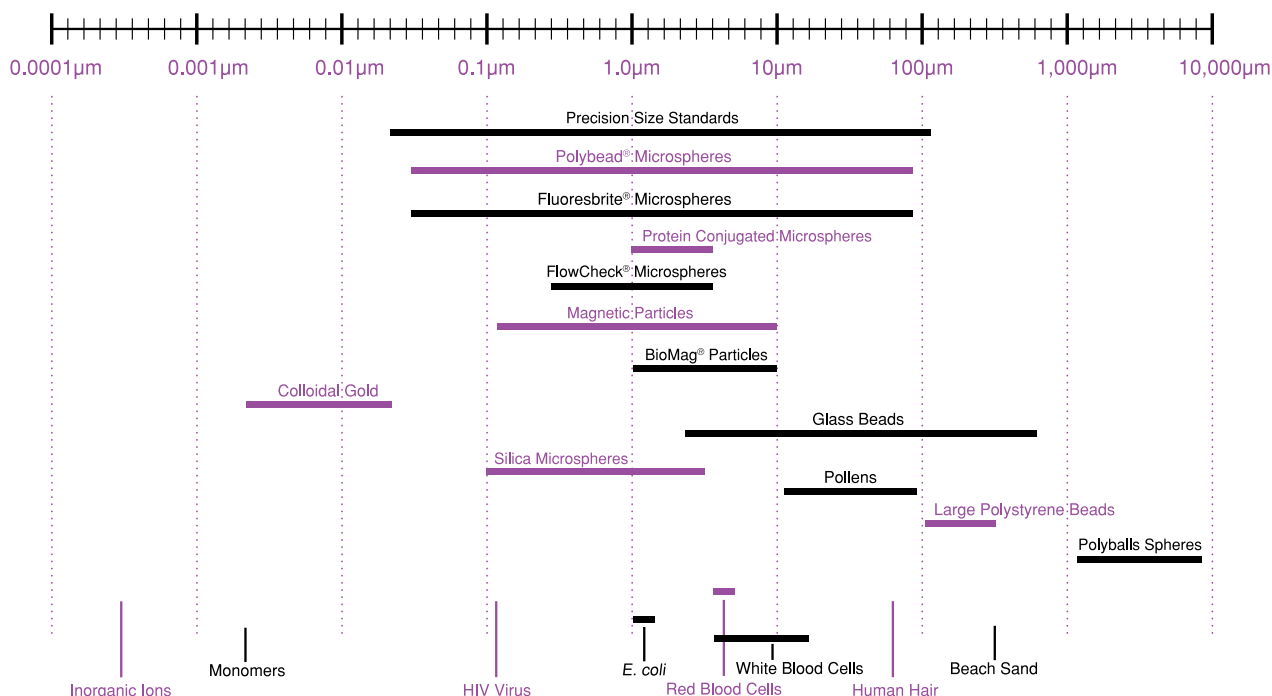 0.0001µm 0.001µm 0.01µm 0.1µm 1.0µm 10µm 100µm 1,000µm 10,000µm
Precision Size Standards
Polybead® Microspheres
Fluoresbrite® Microspheres
Protein Conjugated Microspheres
FlowCheck® Microspheres
Magnetic Particles
BioMag® Particles
Colloidal Gold
Glass Beads
Silica Microspheres
Pollens
Large Polystyrene Beads
Polyballs Spheres
Monomers E. coli White Blood Cells Beach Sand
Inorganic Ions HIV Virus Red Blood Cells Human Hair